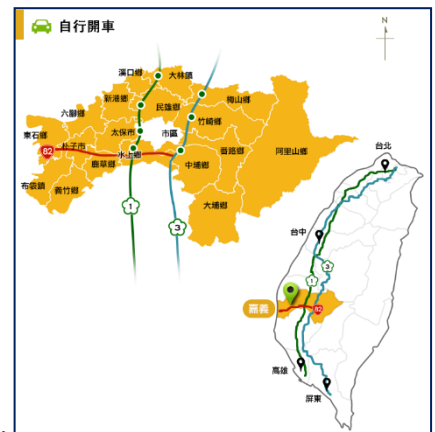 自行開車
N
溪口鄉
大林鎮
新港鄉
民雄鄉
梅山鄉
六腳鄉
竹崎鄉
東石鄉
太保市
市區
82
朴子市
水上鄉
番路鄉
阿里山鄉
鹿草鄉
中埔鄉
布袋鎮
義竹鄉
大埔鄉
1
3
台北
台中
3
1
嘉義
82
高雄
屏東